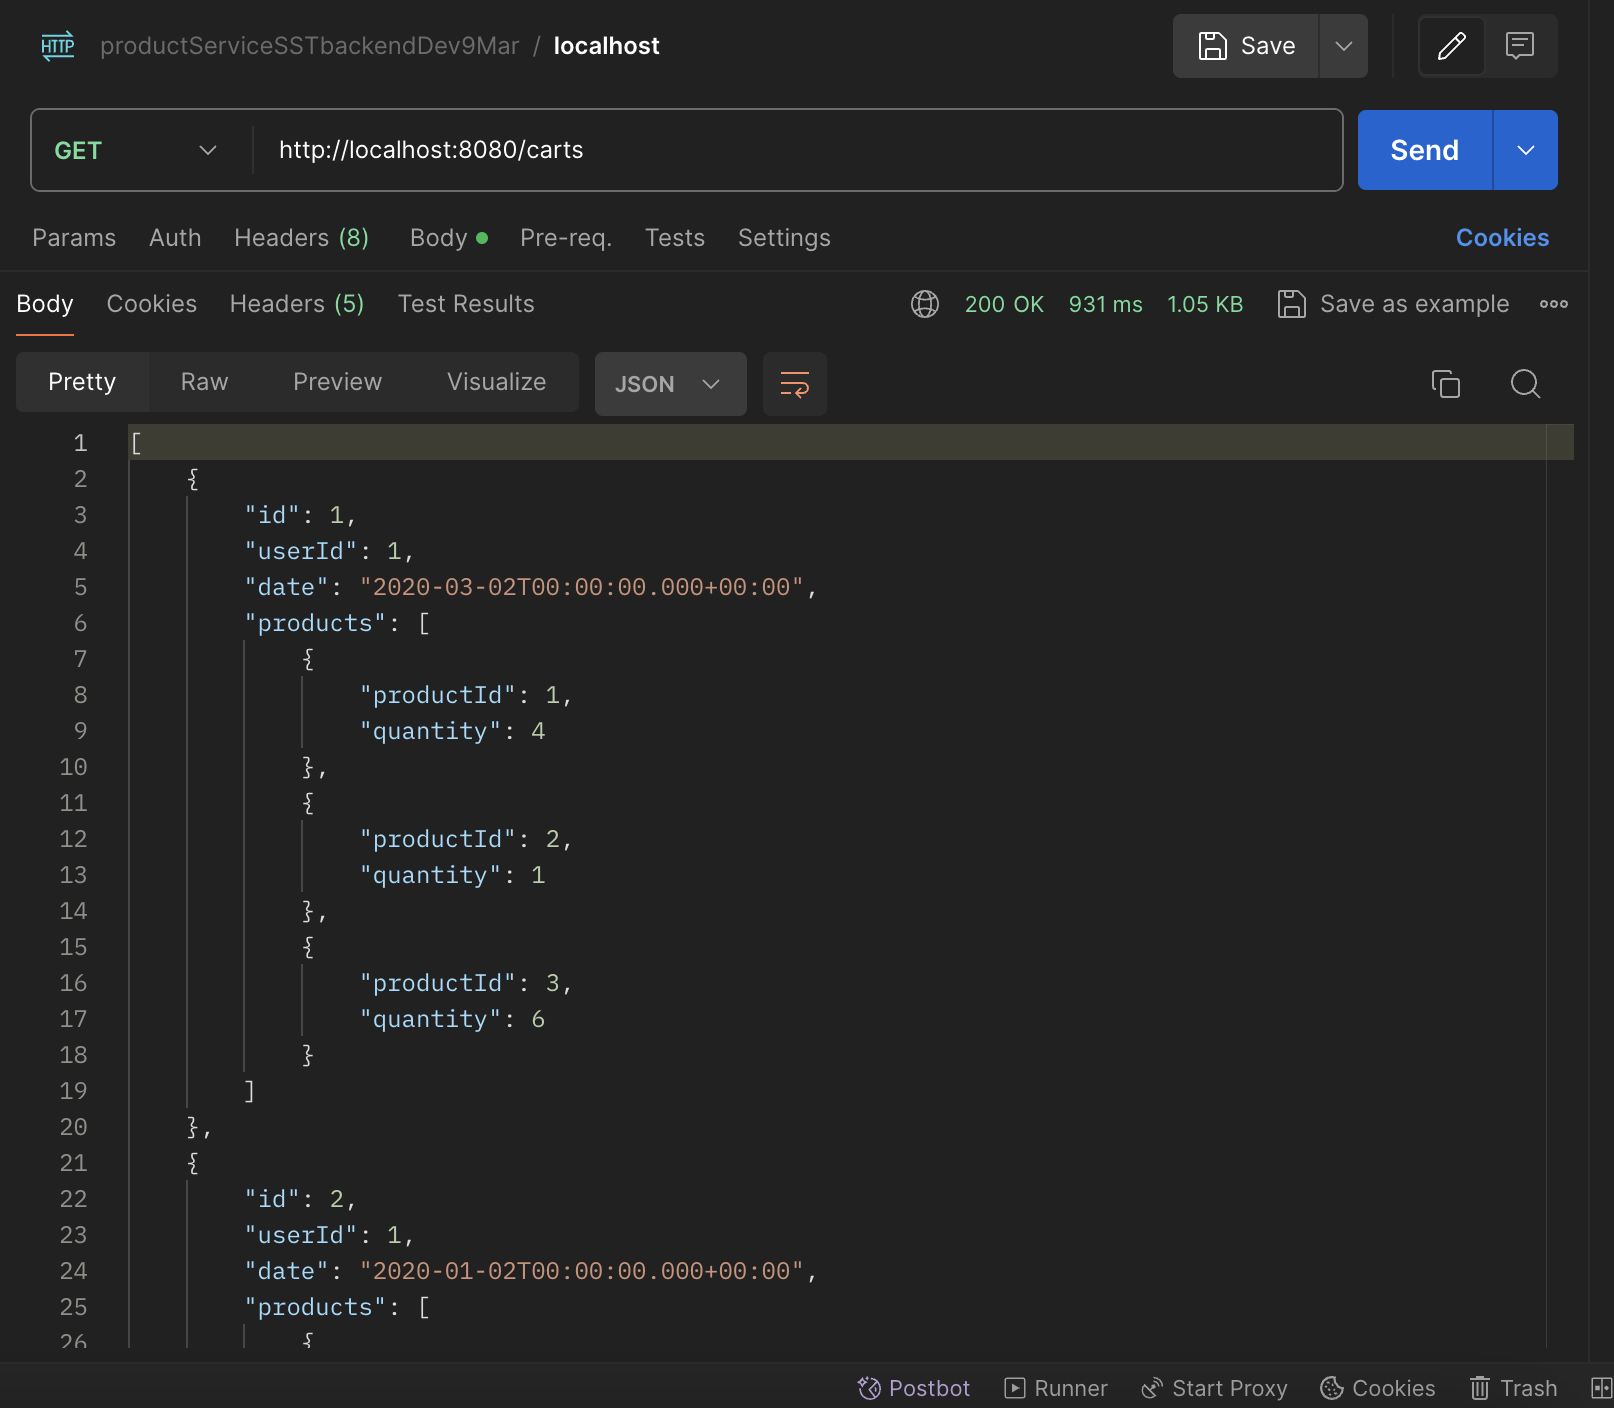 HTTP productServiceSSTbackendDev9Mar / localhost Save
GET http://localhost:8080/carts Send
Params Auth Headers (8) Body Pre-req. Tests Settings Cookies
Body Cookies Headers (5) Test Results 200 OK 931 ms 1.05 KB Save as example
Pretty Raw Preview Visualize JSON
1 [
2 {
3 "id": 1,
4 "userId": 1,
5 "date": "2020-03-02T00:00:00.000+00:00",
6 "products": [
7 {
8 "productId": 1,
9 "quantity": 4
10 },
11 {
12 "productId": 2,
13 "quantity": 1
14 },
15 {
16 "productId": 3,
17 "quantity": 6
18 }
19 ]
20 },
21 {
22 "id": 2,
23 "userId": 1,
24 "date": "2020-01-02T00:00:00.000+00:00",
25 "products": [
26 {
Postbot Runner Start Proxy Cookies Trash